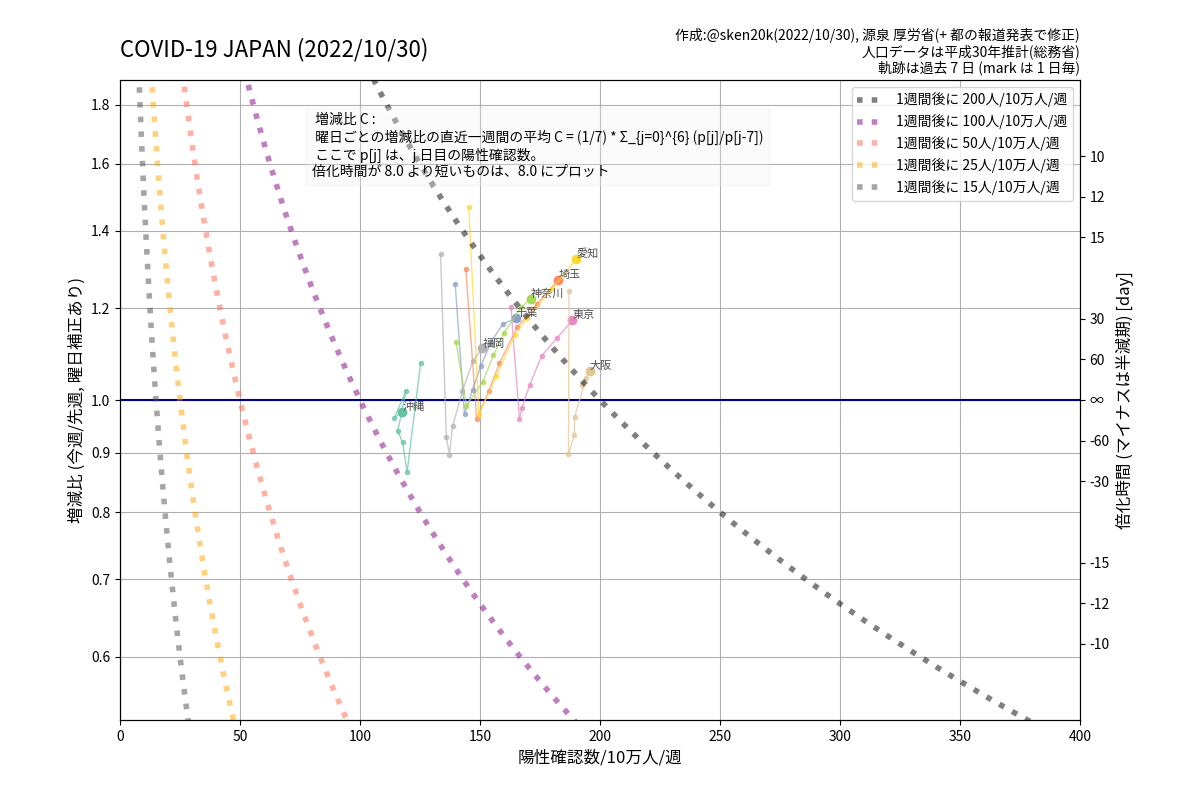 COVID-19 JAPAN (2022/10/30)
作成:@sken20k(2022/10/30), 源泉 厚労省(+ 都の報道発表で修正)
人口データは平成30年推計(総務省)
軌跡は過去 7 日 (mark は 1 日毎)
増減比 C :
曜日ごとの増減比の直近一週間の平均 C = (1/7) * Σ_{j=0}^{6} (p[j]/p[j-7])
ここで p[j] は、j 日目の陽性確認数。
倍化時間が 8.0 より短いものは、8.0 にプロット
1週間後に 200人/10万人/週
1週間後に 100人/10万人/週
1週間後に 50人/10万人/週
1週間後に 25人/10万人/週
1週間後に 15人/10万人/週
増減比 (今週/先週, 曜日補正あり)
1.8
1.6
1.4
1.2
1.0
0.9
0.8
0.7
0.6
愛知
埼玉
神奈川
千葉
東京
福岡
大阪
沖縄
10
12
15
30
60
∞
-60
-30
-15
-12
-10
倍化時間 (マイナスは半減期) [day]
0 50 100 150 200 250 300 350 400
陽性確認数/10万人/週